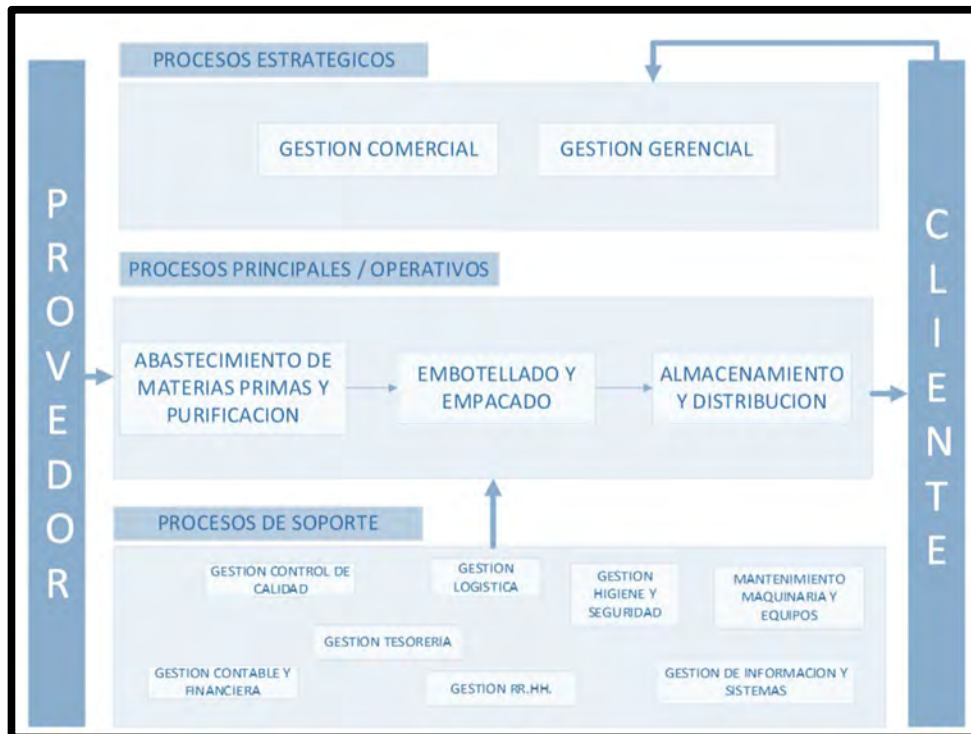 PROCESOS ESTRATEGICOS
GESTION COMERCIAL
GESTION GERENCIAL
PROVEDOR
CLIENTE
PROCESOS PRINCIPALES / OPERATIVOS
ABASTECIMIENTO DE
MATERIAS PRIMAS Y
PURIFICACION
EMBOTELLADO Y
EMPACADO
ALMACENAMIENTO
Y DISTRIBUCION
PROCESOS DE SOPORTE
GESTION CONTROL DE
CALIDAD
GESTION
LOGISTICA
GESTION
HIGIENE Y
SEGURIDAD
MANTENIMIENTO
MAQUINARIA Y
EQUIPOS
GESTION TESORERIA
GESTION CONTABLE Y
FINANCIERA
GESTION RR.HH.
GESTION DE INFORMACION Y
SISTEMAS